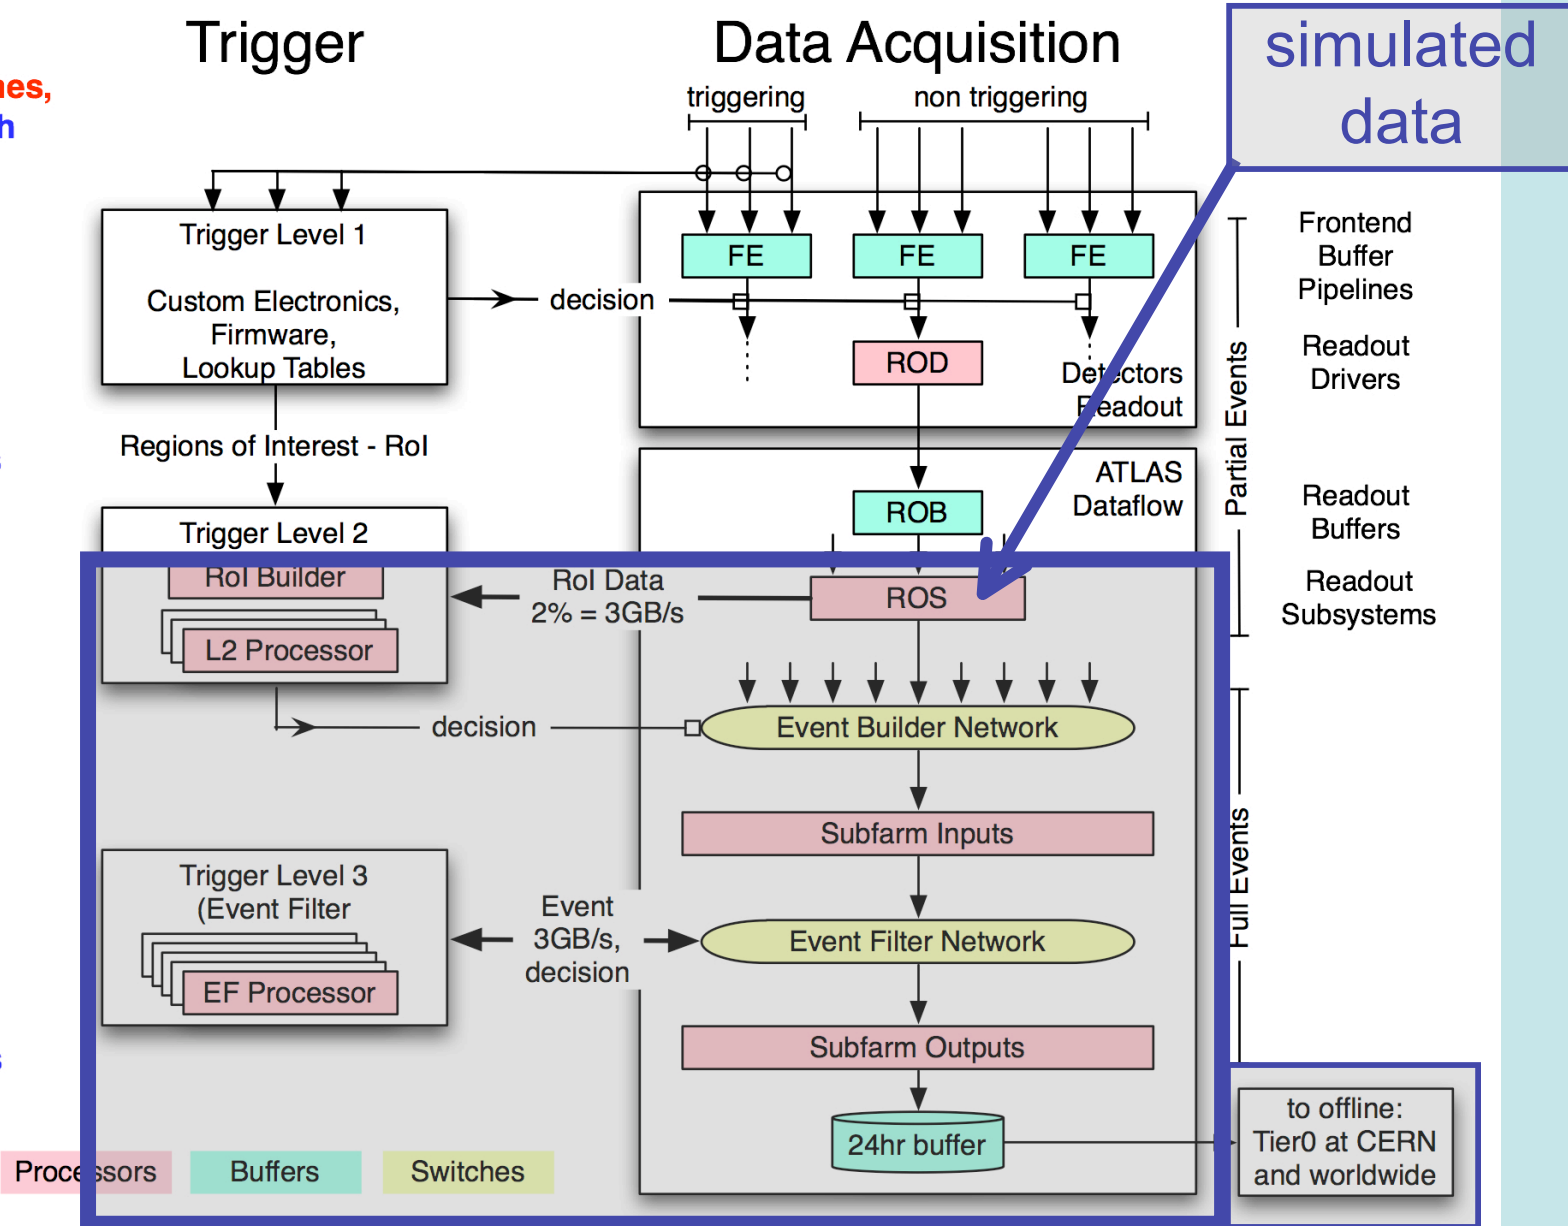 Trigger
Data Acquisition
simulated
data
nes,
h
triggering
non triggering
Trigger Level 1
Custom Electronics,
Firmware,
Lookup Tables
decision
FE
FE
FE
ROD
Detectors
Readout
Frontend
Buffer
Pipelines
Readout
Drivers
Partial Events
Regions of Interest - RoI
s
ATLAS
Dataflow
ROB
Readout
Buffers
Trigger Level 2
RoI Builder
L2 Processor
RoI Data
2% = 3GB/s
ROS
Readout
Subsystems
decision
Event Builder Network
Subfarm Inputs
Full Events
Trigger Level 3
(Event Filter
EF Processor
Event
3GB/s,
decision
Event Filter Network
Subfarm Outputs
s
24hr buffer
to offline:
Tier0 at CERN
and worldwide
Processors
Buffers
Switches